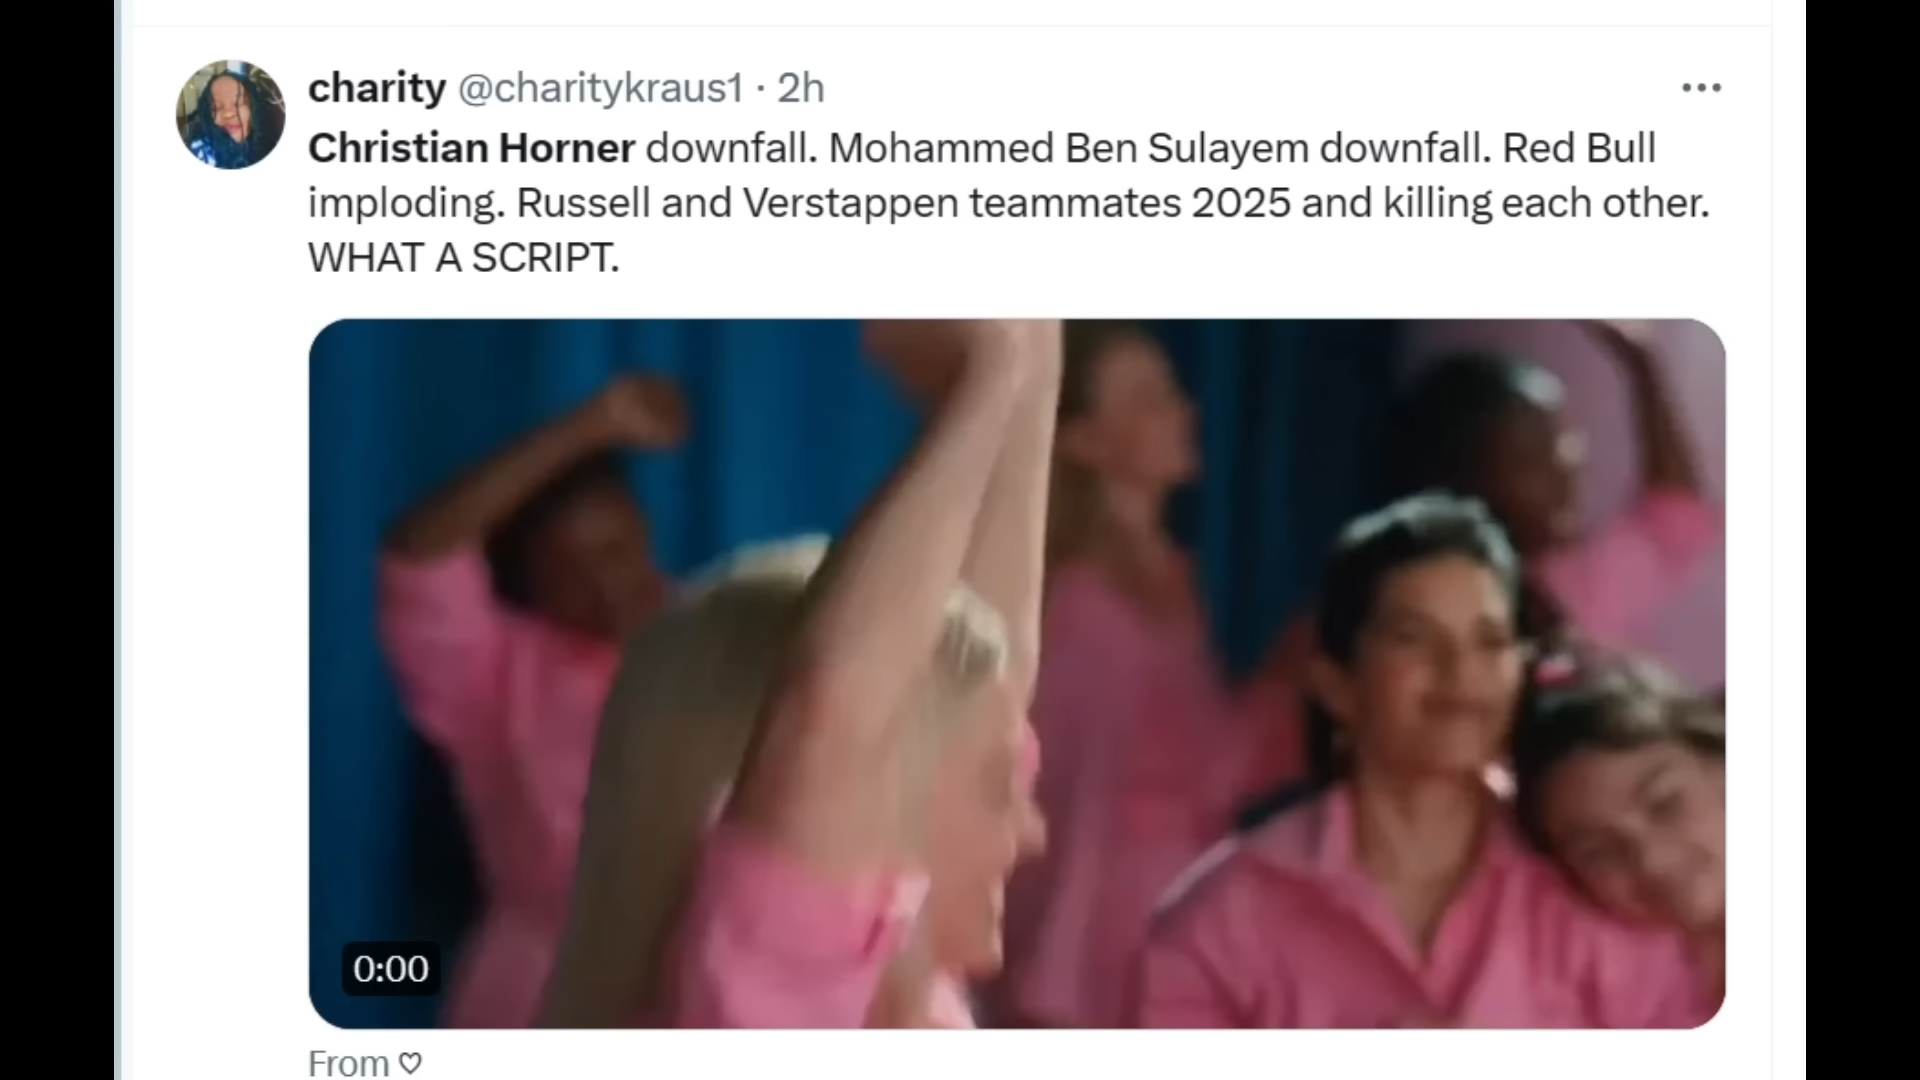 charity @charitykraus1 · 2h
Christian Horner downfall. Mohammed Ben Sulayem downfall. Red Bull
imploding. Russell and Verstappen teammates 2025 and killing each other.
WHAT A SCRIPT.
0:00
From ♡